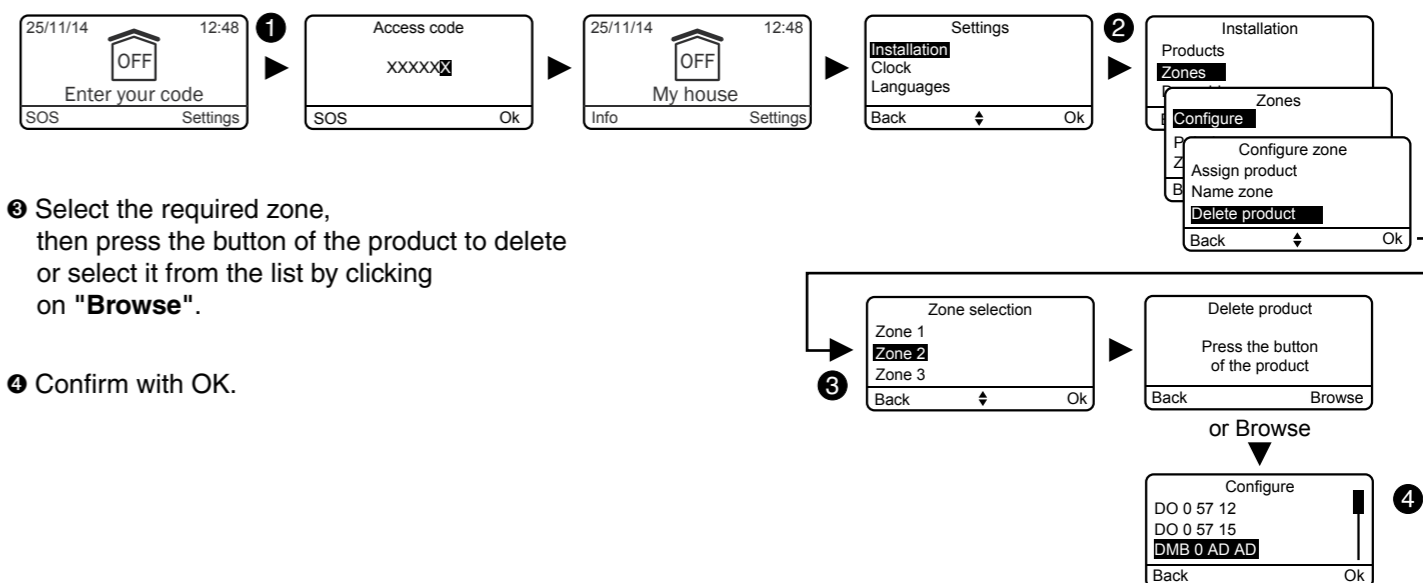 25/11/14 12:48
OFF
Enter your code
SOS Settings
❶
Access code
XXXXXX
SOS Ok
25/11/14 12:48
OFF
My house
Info Settings
Settings
Installation
Clock
Languages
Back Ok
❷
Installation
Products
Zones
Zones
Configure
Configure zone
Assign product
Name zone
Delete product
Back Ok
❸ Select the required zone,
then press the button of the product to delete
or select it from the list by clicking
on "Browse".
❹ Confirm with OK.
❸
Zone selection
Zone 1
Zone 2
Zone 3
Back Ok
Delete product
Press the button
of the product
Back Browse
or Browse
Configure
DO 0 57 12
DO 0 57 15
DMB 0 AD AD
Back Ok
❹